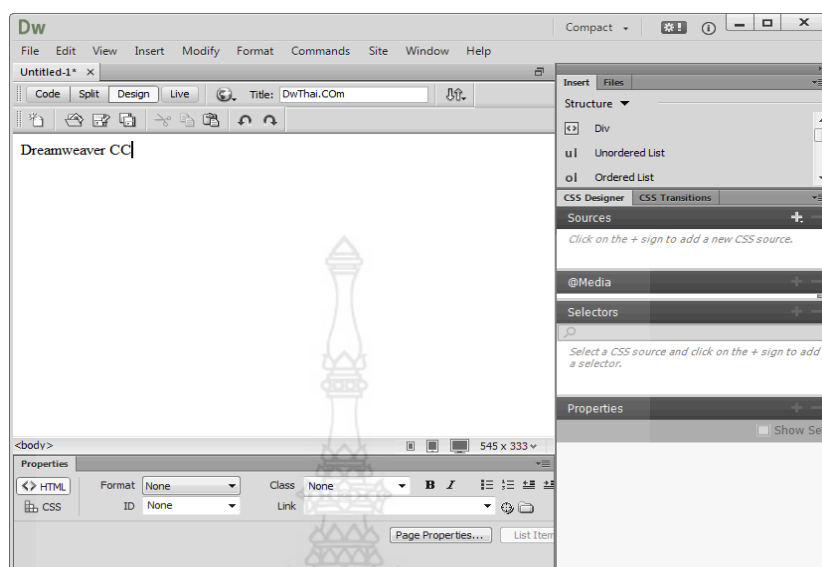 Dw
Compact
File Edit View Insert Modify Format Commands Site Window Help
Untitled-1* ×
Code Split Design Live Title: DwThai.COm
Dreamweaver CC
<body>
545 x 333
Insert Files
Structure
Div
ul Unordered List
ol Ordered List
CSS Designer CSS Transitions
Sources
Click on the + sign to add a new CSS source.
@Media
Selectors
Select a CSS source and click on the + sign to add
a selector.
Properties
Show Se
Properties
<> HTML Format None Class None B I
CSS ID None Link
Page Properties... List Item